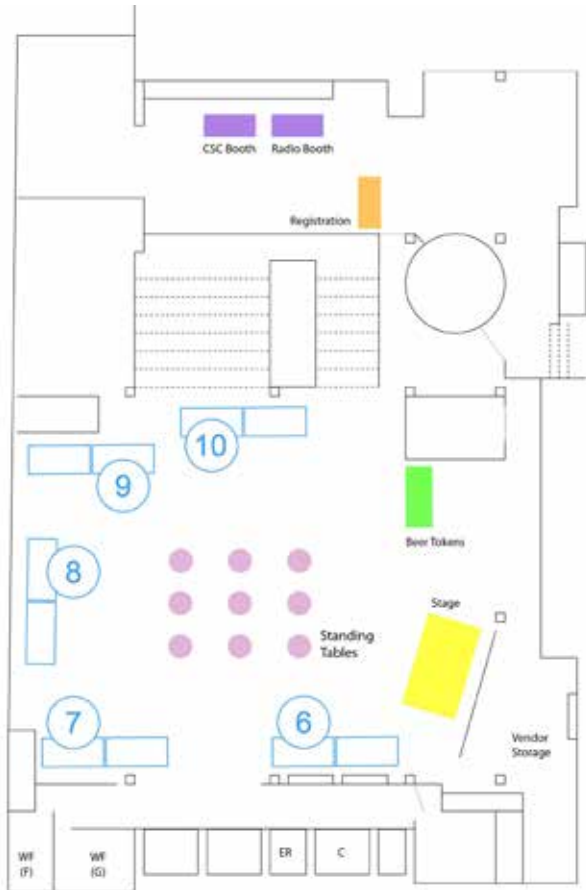 CSC Booth Radio Booth
Registration
10
9
Beer Tokens
8
Stage
Standing
Tables
7
6
Vendor
Storage
WF
(F)
WF
(G)
ER
C